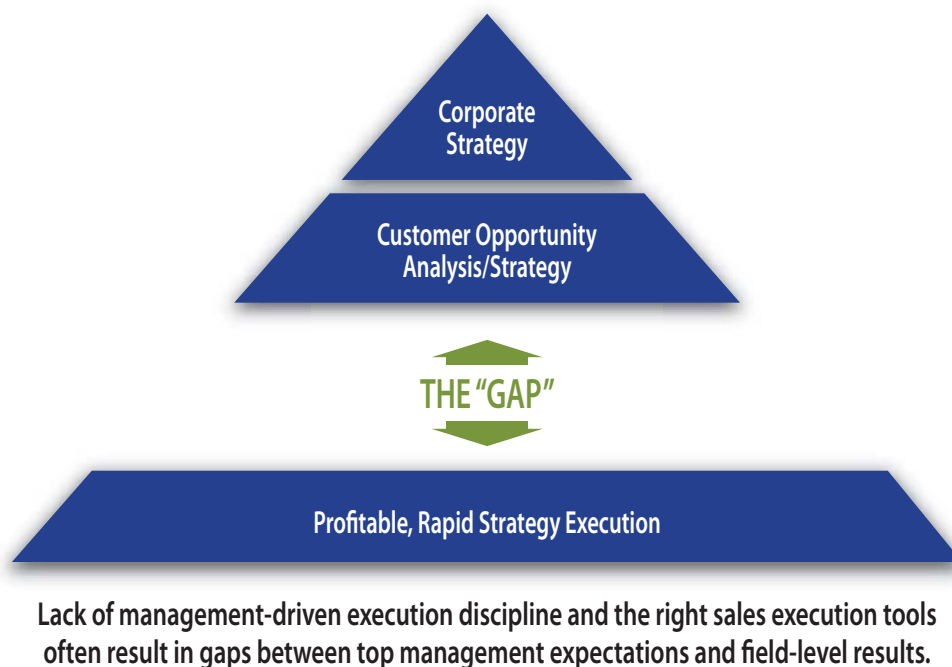 Corporate
Strategy
Customer Opportunity
Analysis/Strategy
THE “GAP”
Profitable, Rapid Strategy Execution
Lack of management-driven execution discipline and the right sales execution tools
often result in gaps between top management expectations and field-level results.